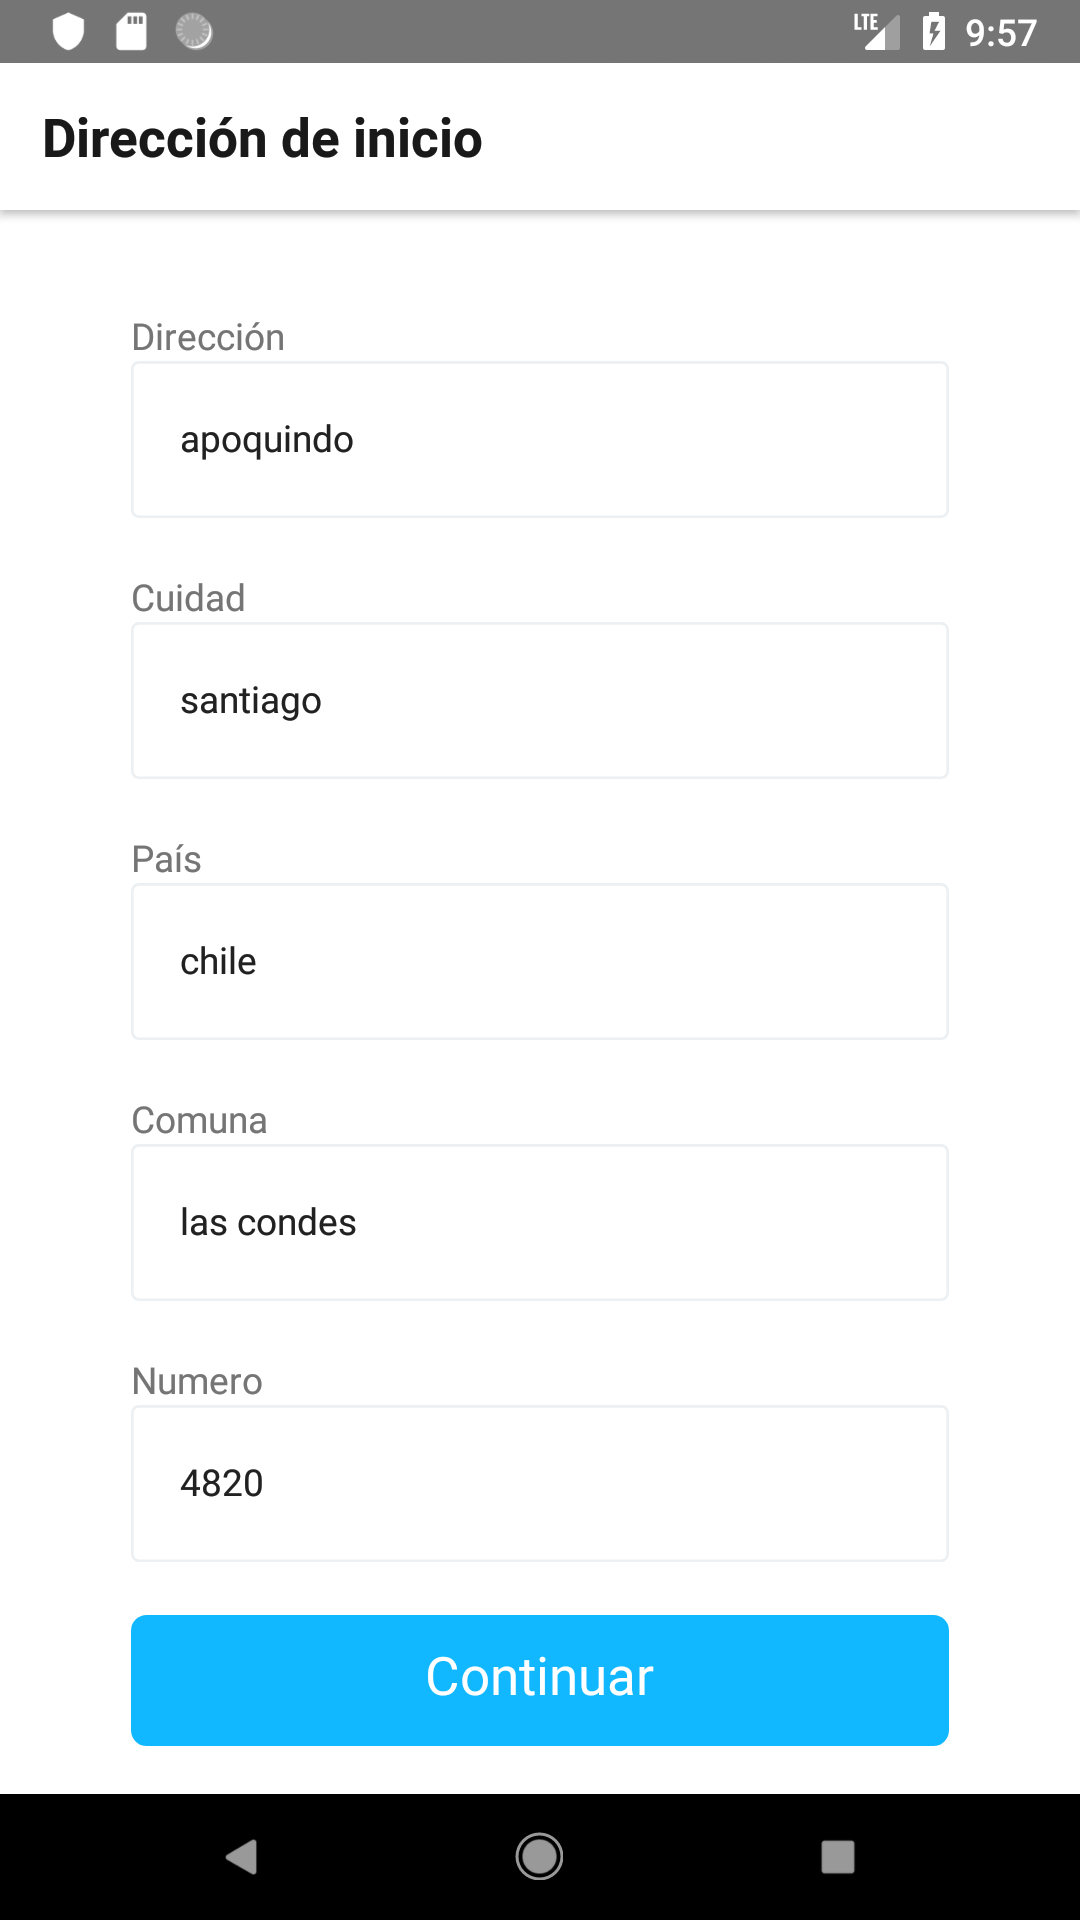 LTE 9:57
Dirección de inicio
Dirección
apoquindo
Cuidad
santiago
País
chile
Comuna
las condes
Numero
4820
Continuar